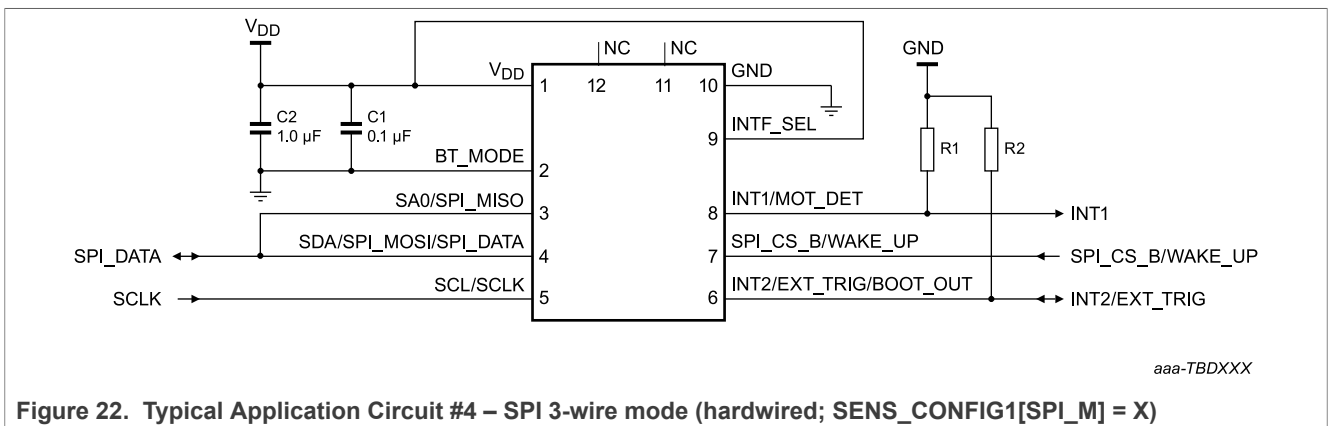 VDD
NC
NC
GND
VDD
1
12
11
10
GND
C2
1.0 µF
C1
0.1 µF
INTF_SEL
9
R1
R2
BT_MODE
2
SA0/SPI_MISO
3
8
INT1/MOT_DET
INT1
SPI_DATA
SDA/SPI_MOSI/SPI_DATA
4
7
SPI_CS_B/WAKE_UP
SPI_CS_B/WAKE_UP
SCLK
SCL/SCLK
5
6
INT2/EXT_TRIG/BOOT_OUT
INT2/EXT_TRIG
aaa-TBDXXX
Figure 22. Typical Application Circuit #4 – SPI 3-wire mode (hardwired; SENS_CONFIG1[SPI_M] = X)